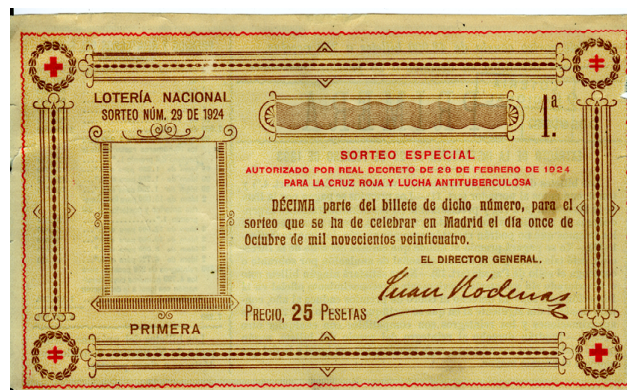 LOTERÍA NACIONAL
SORTEO NÚM. 29 DE 1924
1ª.
SORTEO ESPECIAL
AUTORIZADO POR REAL DECRETO DE 26 DE FEBRERO DE 1924
PARA LA CRUZ ROJA Y LUCHA ANTITUBERCULOSA
DÉCIMA parte del billete de dicho número, para el
sorteo que se ha de celebrar en Madrid el día once de
Octubre de mil novecientos veinticuatro.
EL DIRECTOR GENERAL.
Juan Ródenas
PRECIO, 25 PESETAS
PRIMERA